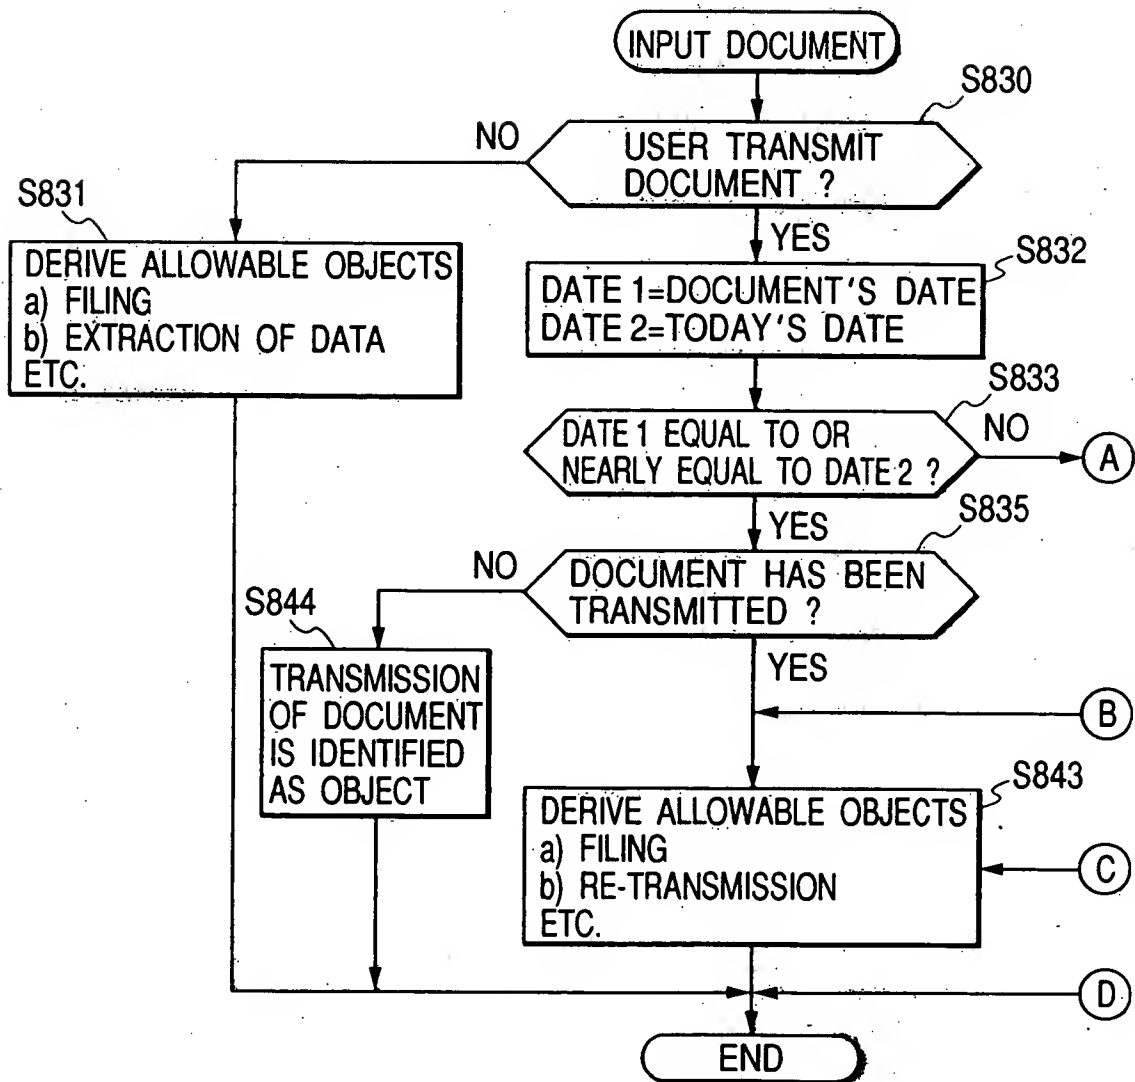 INPUT DOCUMENT
S830
NO
USER TRANSMIT
DOCUMENT ?
S831
YES
DERIVE ALLOWABLE OBJECTS
a) FILING
b) EXTRACTION OF DATA
ETC.
S832
DATE 1=DOCUMENT'S DATE
DATE 2=TODAY'S DATE
S833
DATE 1 EQUAL TO OR
NEARLY EQUAL TO DATE 2 ?
NO
A
YES
S835
NO
DOCUMENT HAS BEEN
TRANSMITTED ?
S844
YES
TRANSMISSION
OF DOCUMENT
IS IDENTIFIED
AS OBJECT
B
S843
DERIVE ALLOWABLE OBJECTS
a) FILING
b) RE-TRANSMISSION
ETC.
C
D
END